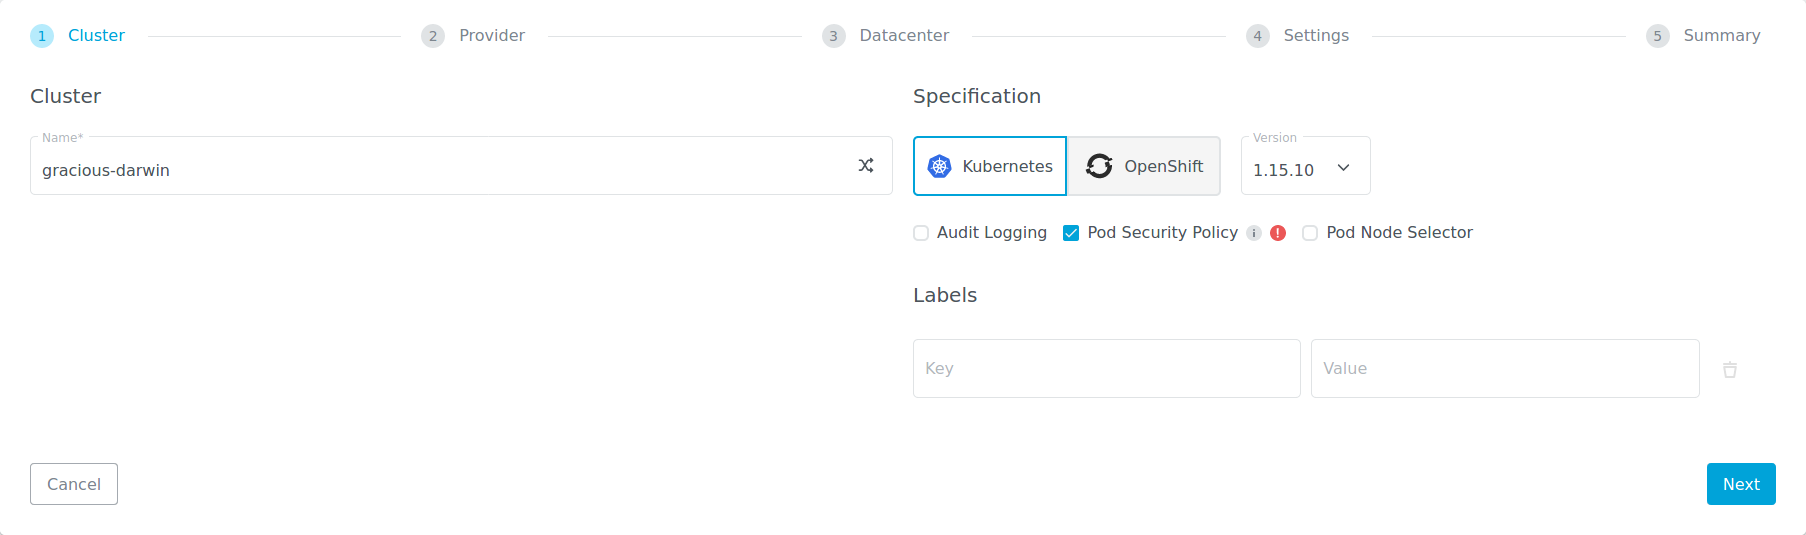 1 Cluster 2 Provider 3 Datacenter 4 Settings 5 Summary
Cluster
Name*
gracious-darwin
Specification
Kubernetes OpenShift
Version
1.15.10
Audit Logging Pod Security Policy i ! Pod Node Selector
Labels
Key Value
Cancel Next